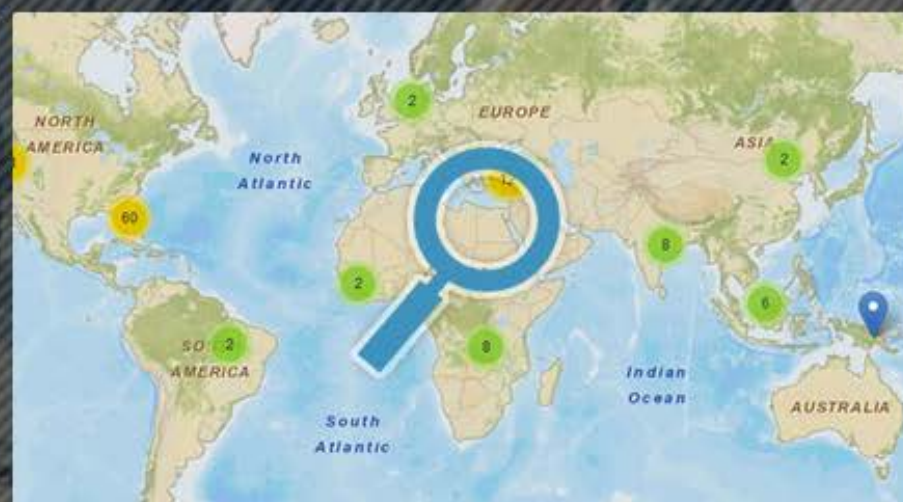 2
NORTH
AMERICA
EUROPE
ASIA
2
North
Atlantic
60
8
2
6
SO
2
AMERICA
8
Indian
Ocean
AUSTRALIA
South
Atlantic